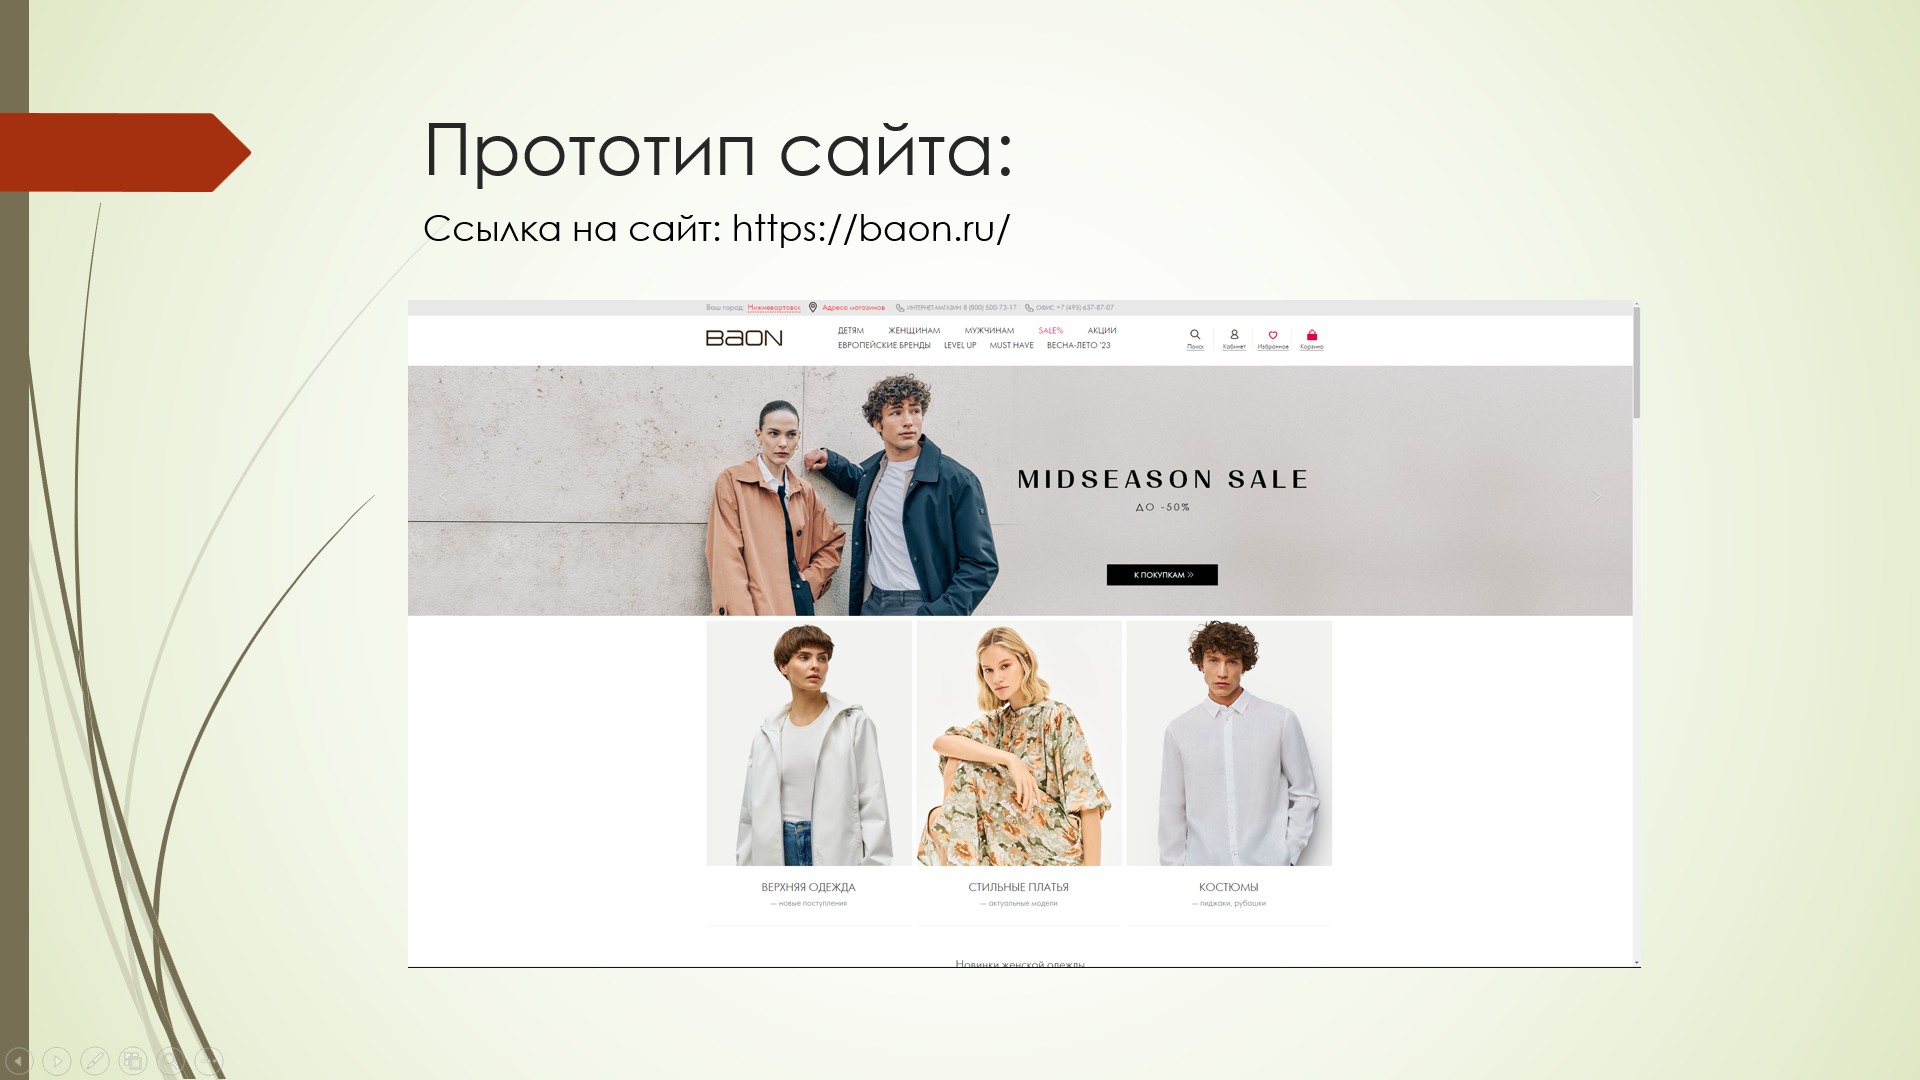 Прототип сайта:
Ссылка на сайт: https://baon.ru/
Ваш город: Нижневартовск Адреса магазинов ИНТЕРНЕТ-МАГАЗИН 8 (800) 500-73-17 ОФИС +7 (495) 637-87-07
BAON
ДЕТЯМ ЖЕНЩИНАМ МУЖЧИНАМ SALE% АКЦИИ
ЕВРОПЕЙСКИЕ БРЕНДЫ LEVEL UP MUST HAVE ВЕСНА-ЛЕТО '23
Поиск Кабинет Избранное Корзина
MIDSEASON SALE
ДО -50%
К ПОКУПКАМ
ВЕРХНЯЯ ОДЕЖДА
— новые поступления
СТИЛЬНЫЕ ПЛАТЬЯ
— актуальные модели
КОСТЮМЫ
— пиджаки, рубашки
Новинки женской одежды